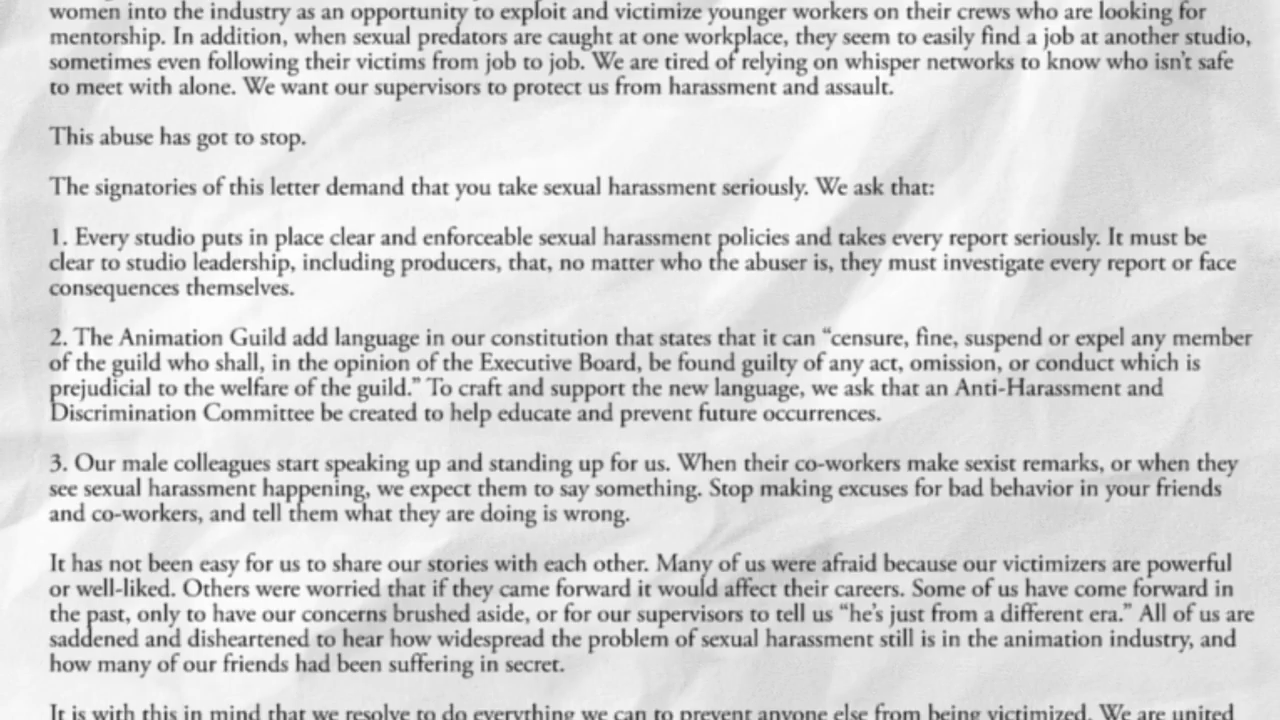 women into the industry as an opportunity to exploit and victimize younger workers on their crews who are looking for
mentorship. In addition, when sexual predators are caught at one workplace, they seem to easily find a job at another studio,
sometimes even following their victims from job to job. We are tired of relying on whisper networks to know who isn't safe
to meet with alone. We want our supervisors to protect us from harassment and assault.
This abuse has got to stop.
The signatories of this letter demand that you take sexual harassment seriously. We ask that:
1. Every studio puts in place clear and enforceable sexual harassment policies and takes every report seriously. It must be
clear to studio leadership, including producers, that, no matter who the abuser is, they must investigate every report or face
consequences themselves.
2. The Animation Guild add language in our constitution that states that it can “censure, fine, suspend or expel any member
of the guild who shall, in the opinion of the Executive Board, be found guilty of any act, omission, or conduct which is
prejudicial to the welfare of the guild.” To craft and support the new language, we ask that an Anti-Harassment and
Discrimination Committee be created to help educate and prevent future occurrences.
3. Our male colleagues start speaking up and standing up for us. When their co-workers make sexist remarks, or when they
see sexual harassment happening, we expect them to say something. Stop making excuses for bad behavior in your friends
and co-workers, and tell them what they are doing is wrong.
It has not been easy for us to share our stories with each other. Many of us were afraid because our victimizers are powerful
or well-liked. Others were worried that if they came forward it would affect their careers. Some of us have come forward in
the past, only to have our concerns brushed aside, or for our supervisors to tell us “he's just from a different era.” All of us are
saddened and disheartened to hear how widespread the problem of sexual harassment still is in the animation industry, and
how many of our friends had been suffering in secret.
It is with this in mind that we resolve to do everything we can to prevent anyone else from being victimized. We are united